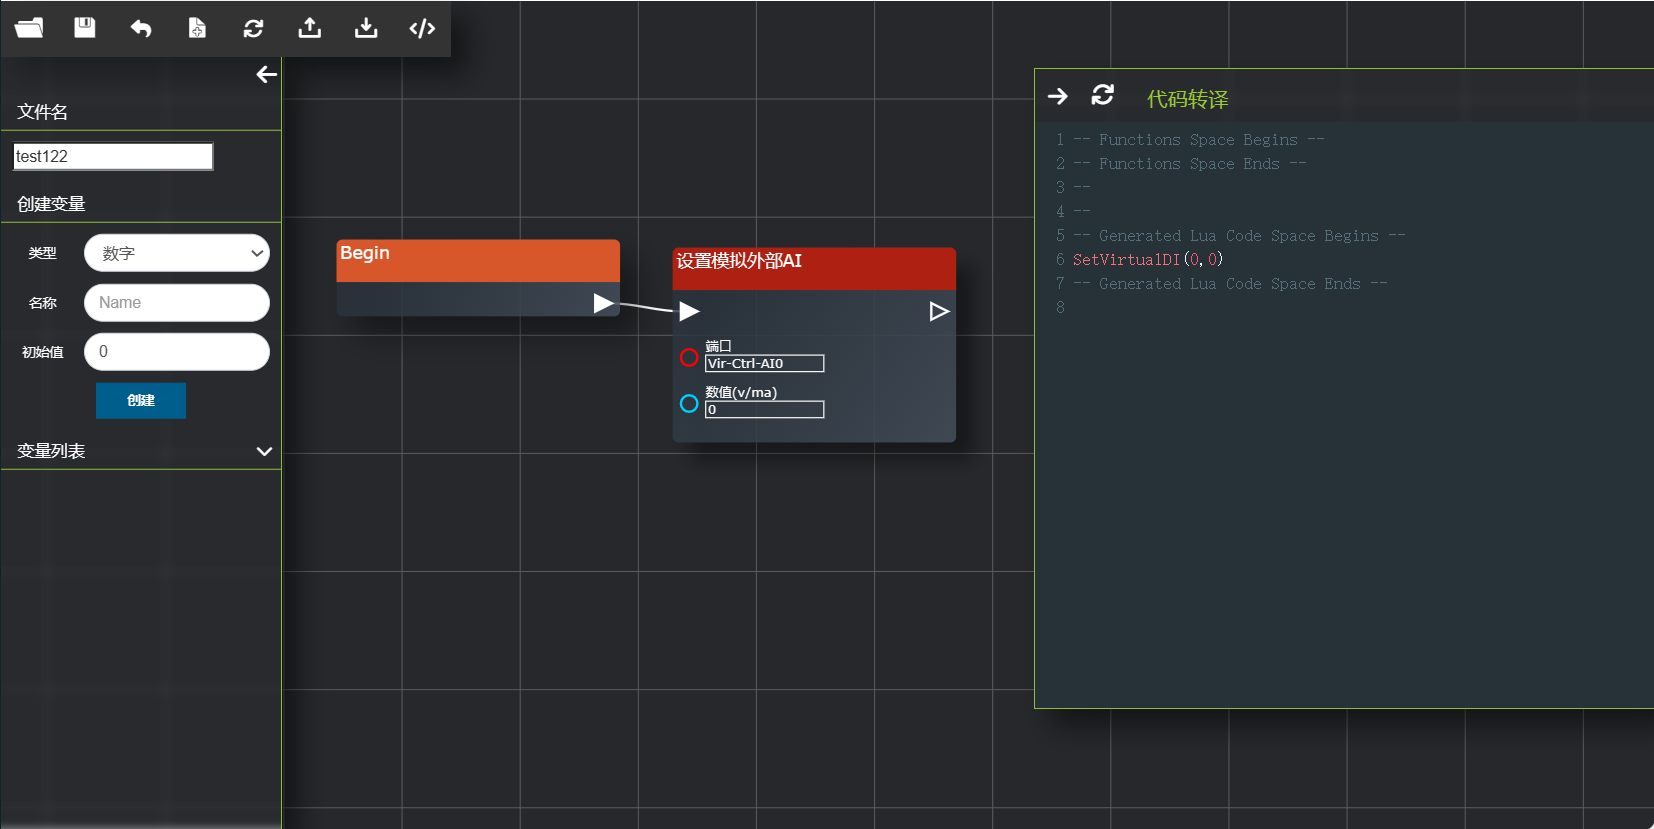 文件名
test122
创建变量
类型
数字
名称
Name
初始值
0
创建
变量列表
Begin
设置模拟外部AI
端口
Vir-Ctrl-AI0
数值(v/ma)
0
代码转译
1 -- Functions Space Begins --
2 -- Functions Space Ends --
3 --
4 --
5 -- Generated Lua Code Space Begins --
6 SetVirtualDI(0,0)
7 -- Generated Lua Code Space Ends --
8